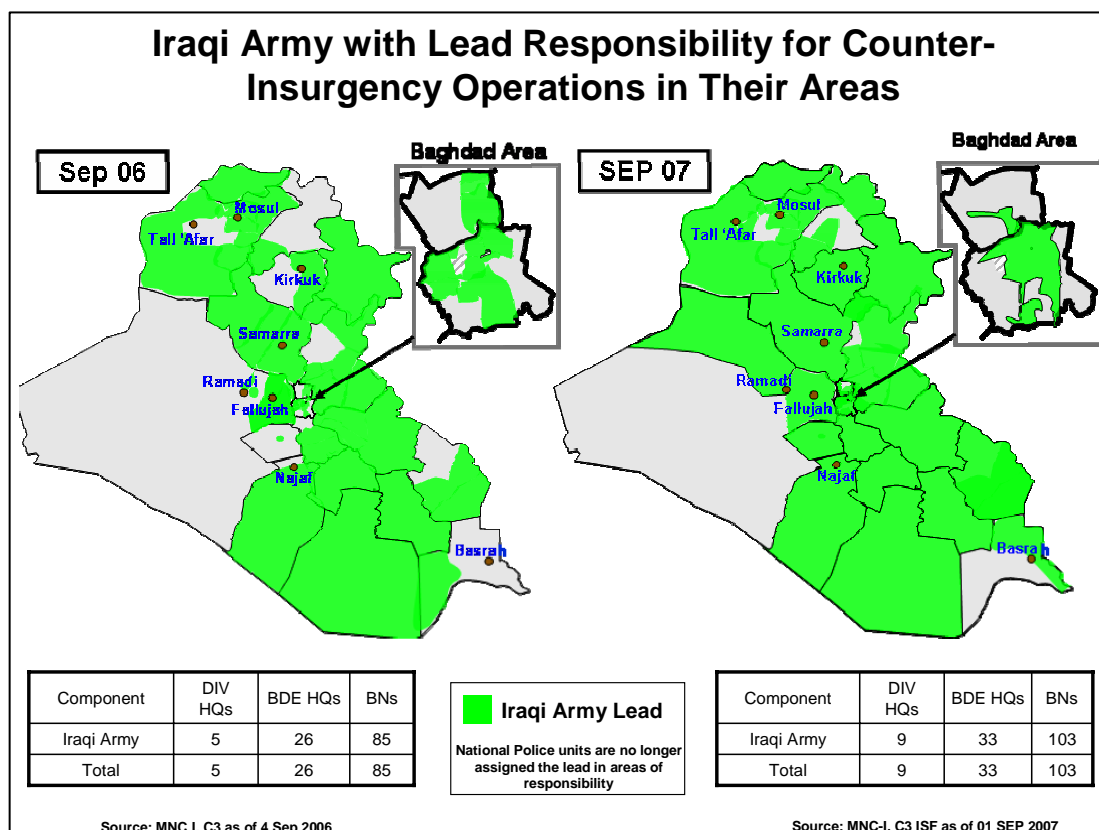 Iraqi Army with Lead Responsibility for Counter-
Insurgency Operations in Their Areas
Sep 06
Baghdad Area
Mosul
Tall 'Afar
Kirkuk
Samarra
Ramadi
Fallujah
Najaf
Basrah
SEP 07
Baghdad Area
Mosul
Tall 'Afar
Kirkuk
Samarra
Ramadi
Fallujah
Najaf
Basrah
Component DIV HQs BDE HQs BNs
Iraqi Army 5 26 85
Total 5 26 85
Iraqi Army Lead
National Police units are no longer
assigned the lead in areas of
responsibility
Component DIV HQs BDE HQs BNs
Iraqi Army 9 33 103
Total 9 33 103
Source: MNC I, C3 as of 4 Sep 2006
Source: MNC-I, C3 ISF as of 01 SEP 2007